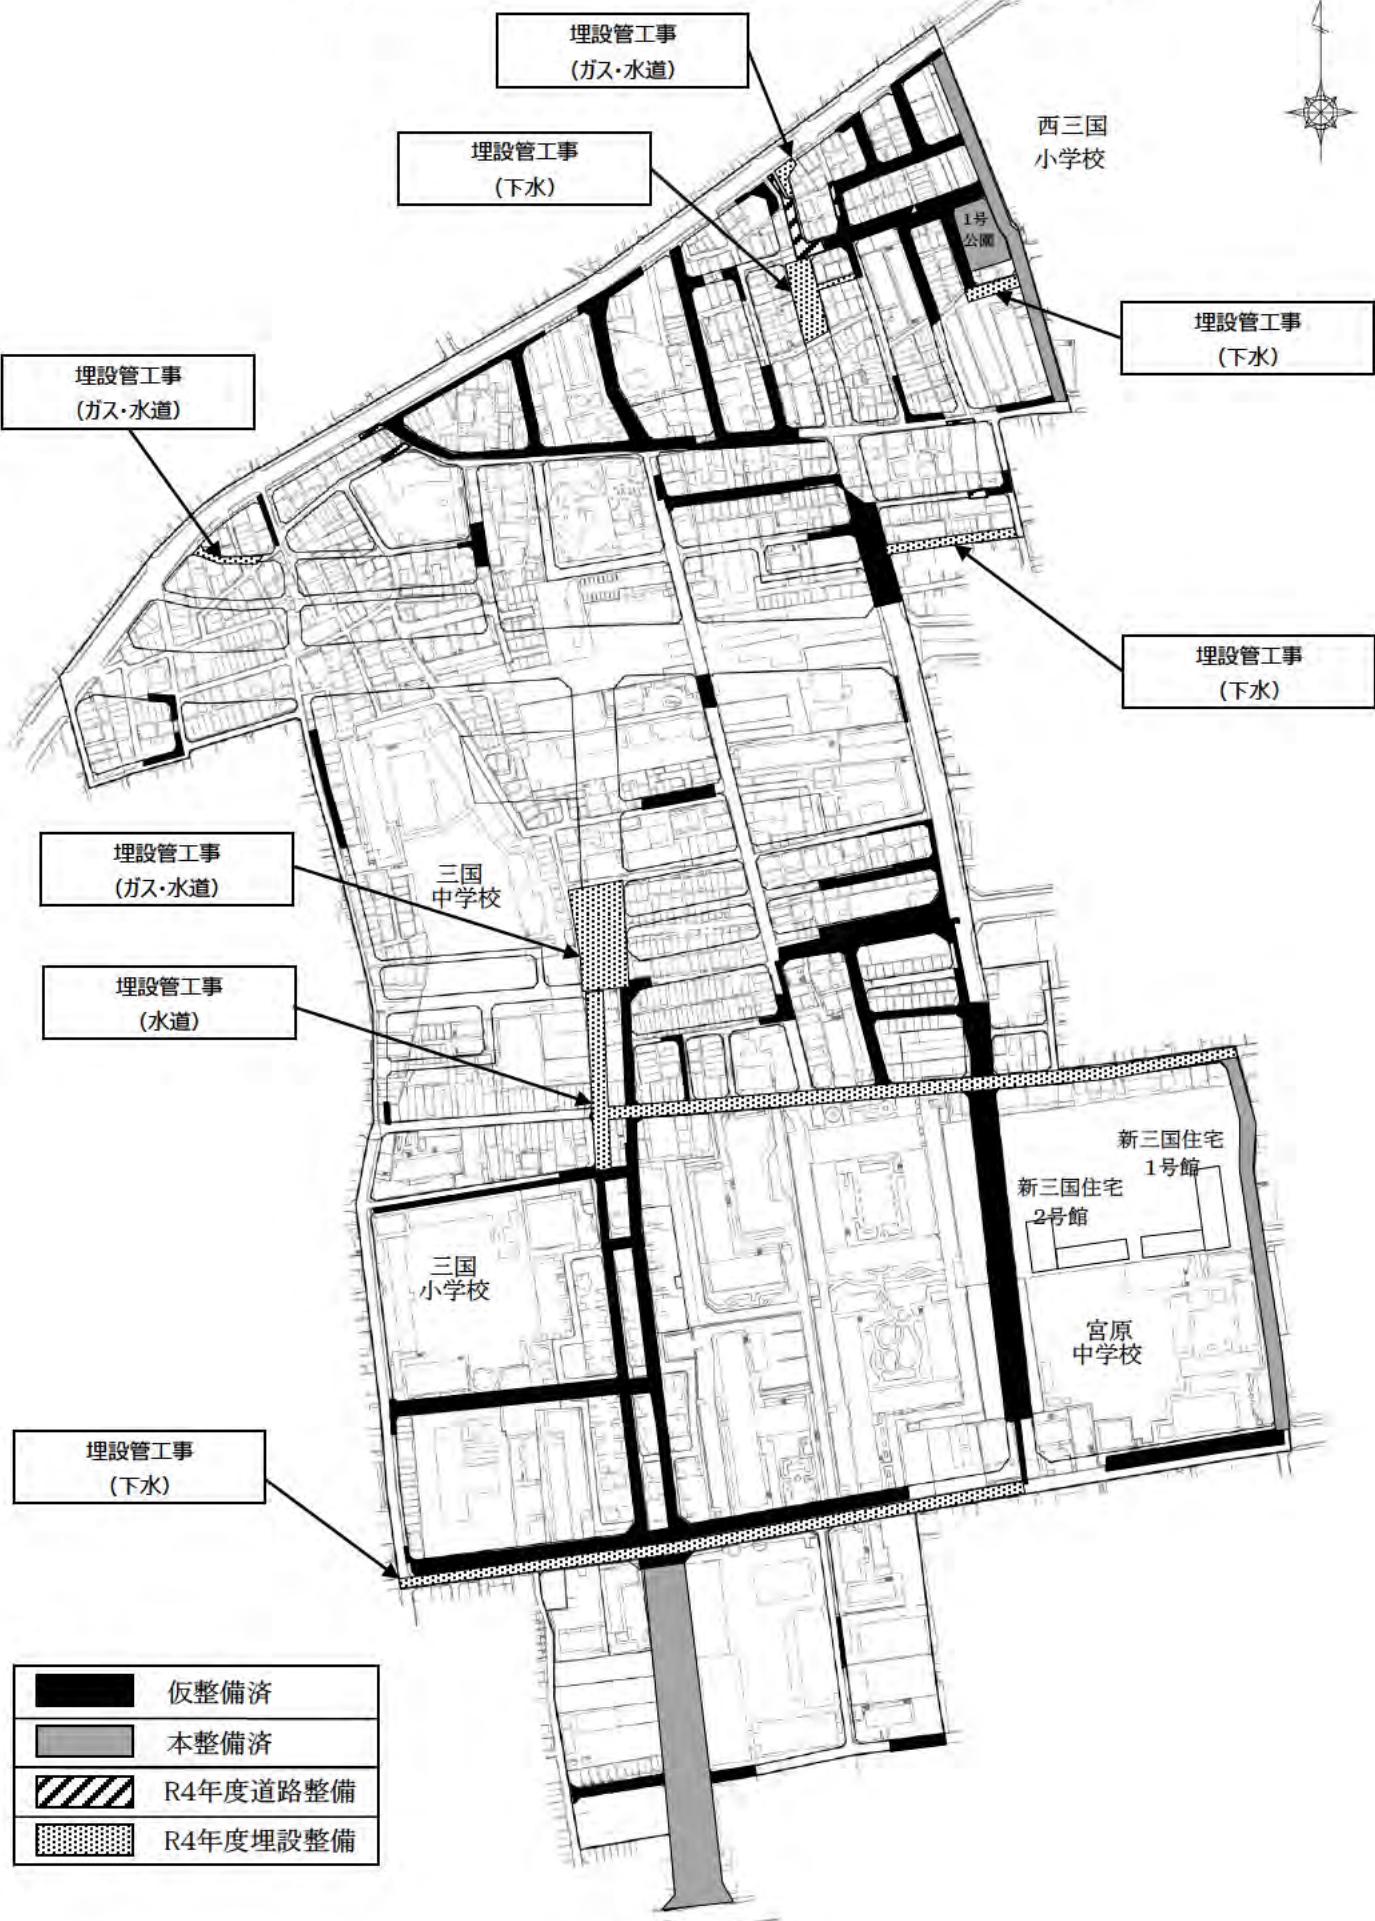 埋設管工事
(ガス・水道)
埋設管工事
(下水)
西三国
小学校
1号
公園
埋設管工事
(下水)
埋設管工事
(ガス・水道)
埋設管工事
(下水)
埋設管工事
(ガス・水道)
三国
中学校
埋設管工事
(水道)
新三国住宅
1号館
新三国住宅
2号館
三国
小学校
宮原
中学校
埋設管工事
(下水)
仮整備済
本整備済
R4年度道路整備
R4年度埋設整備